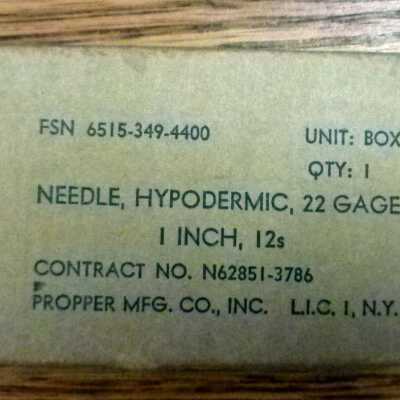 FSN 6515-349-4400 UNIT: BOX
QTY: 1
NEEDLE, HYPODERMIC, 22 GAGE
1 INCH, 12s
CONTRACT NO. N62851-3786
PROPPER MFG. CO., INC. L.I.C. 1, N.Y.